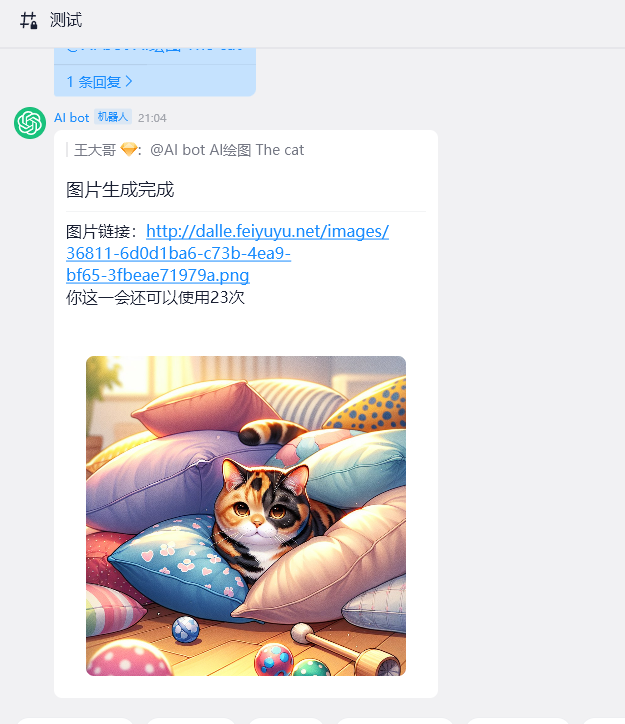 测试
1 条回复
AI bot 机器人 21:04
王大哥 : @AI bot AI绘图 The cat
图片生成完成
图片链接：http://dalle.feiyuyu.net/images/
36811-6d0d1ba6-c73b-4ea9-
bf65-3fbeae71979a.png
你这一会还可以使用23次